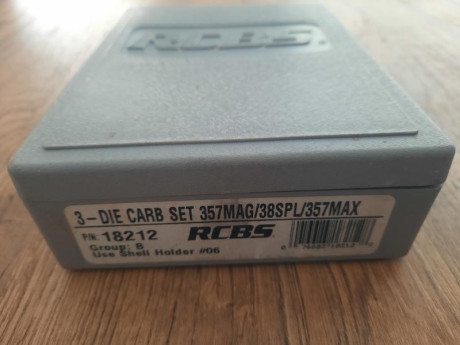 RCBS.
3-DIE CARB SET 357MAG/38SPL/357MAX
P/N: 18212 RCBS
Group: B
Use Shell Holder #06